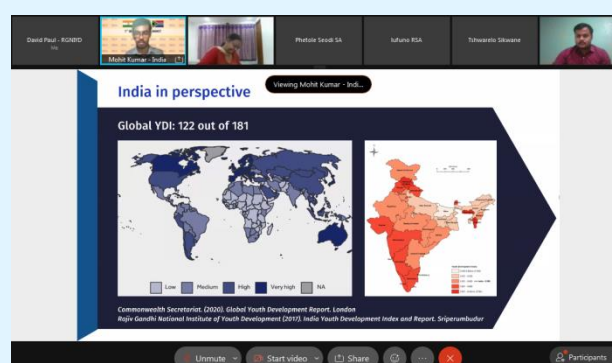 David Paul - RGNIYD
Me
Mohit Kumar - India
Phetole Seodi SA
lufuno RSA
Tshwarelo Sikwane
India in perspective
Viewing Mohit Kumar - Indi...
Global YDI: 122 out of 181
Low
Medium
High
Very high
NA
Commonwealth Secretariat. (2020). Global Youth Development Report. London
Rajiv Gandhi National Institute of Youth Development (2017). India Youth Development Index and Report. Sriperumbudur
Unmute
Start video
Share
Participants